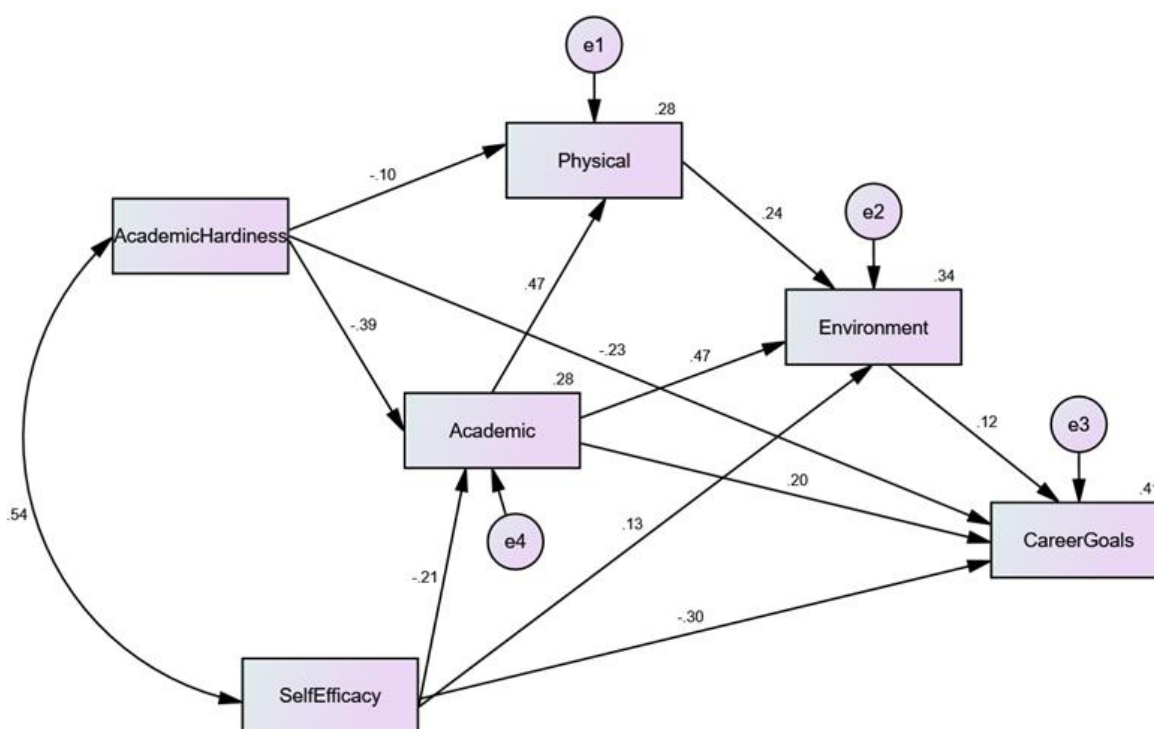 e1
.28
Physical
-.10
AcademicHardiness
.24
e2
.34
Environment
.47
-.39
-.23
.47
.28
Academic
.12
e3
.20
.41
CareerGoals
.54
e4
.13
-.21
-.30
SelfEfficacy